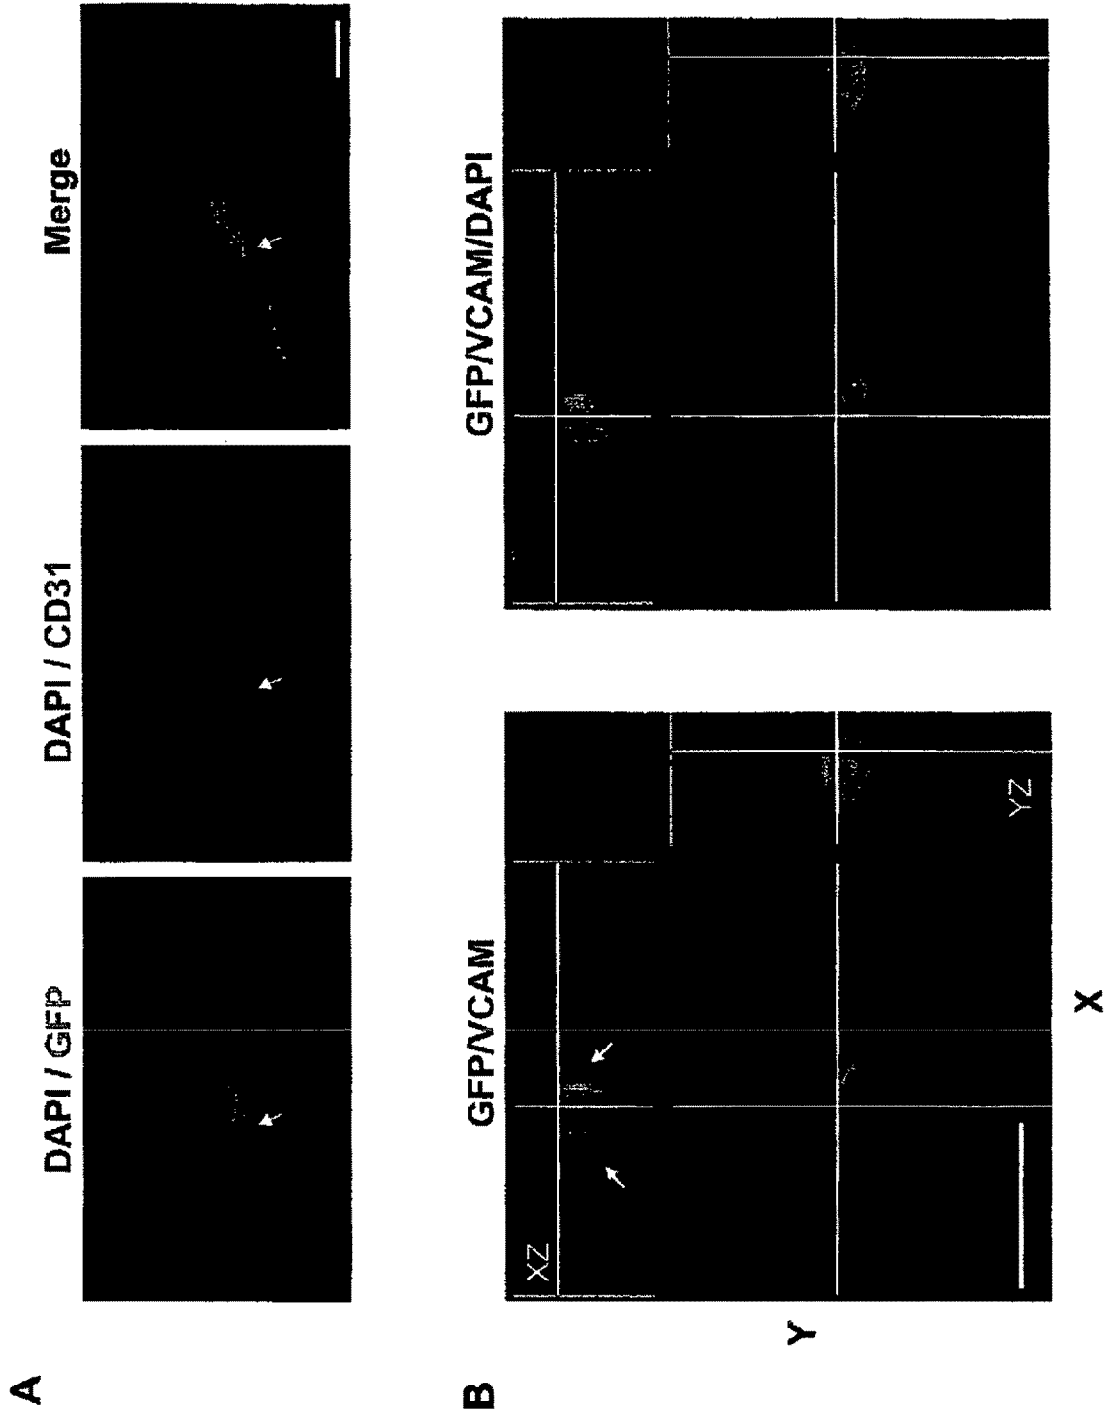 A
DAPI / GFP
DAPI / CD31
Merge
B
GFP/VCAM
GFP/VCAM/DAPI
XZ
YZ
Y
X